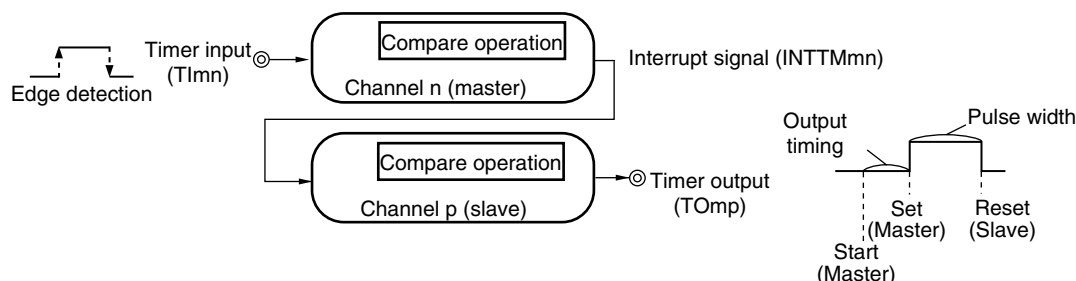 Edge detection
Timer input
(TImn)
Compare operation
Channel n (master)
Interrupt signal (INTTMmn)
Compare operation
Channel p (slave)
Timer output
(TOmp)
Output
timing
Pulse width
Set
(Master)
Reset
(Slave)
Start
(Master)